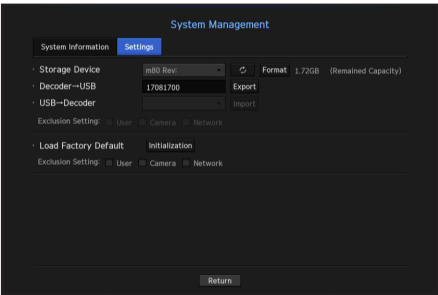 System Management
System Information Settings
· Storage Device m80 Rev: Format 1.72GB (Remained Capacity)
· Decoder→USB 17081700 Export
· USB→Decoder Import
Exclusion Setting: User Camera Network
· Load Factory Default Initialization
Exclusion Setting: User Camera Network
Return